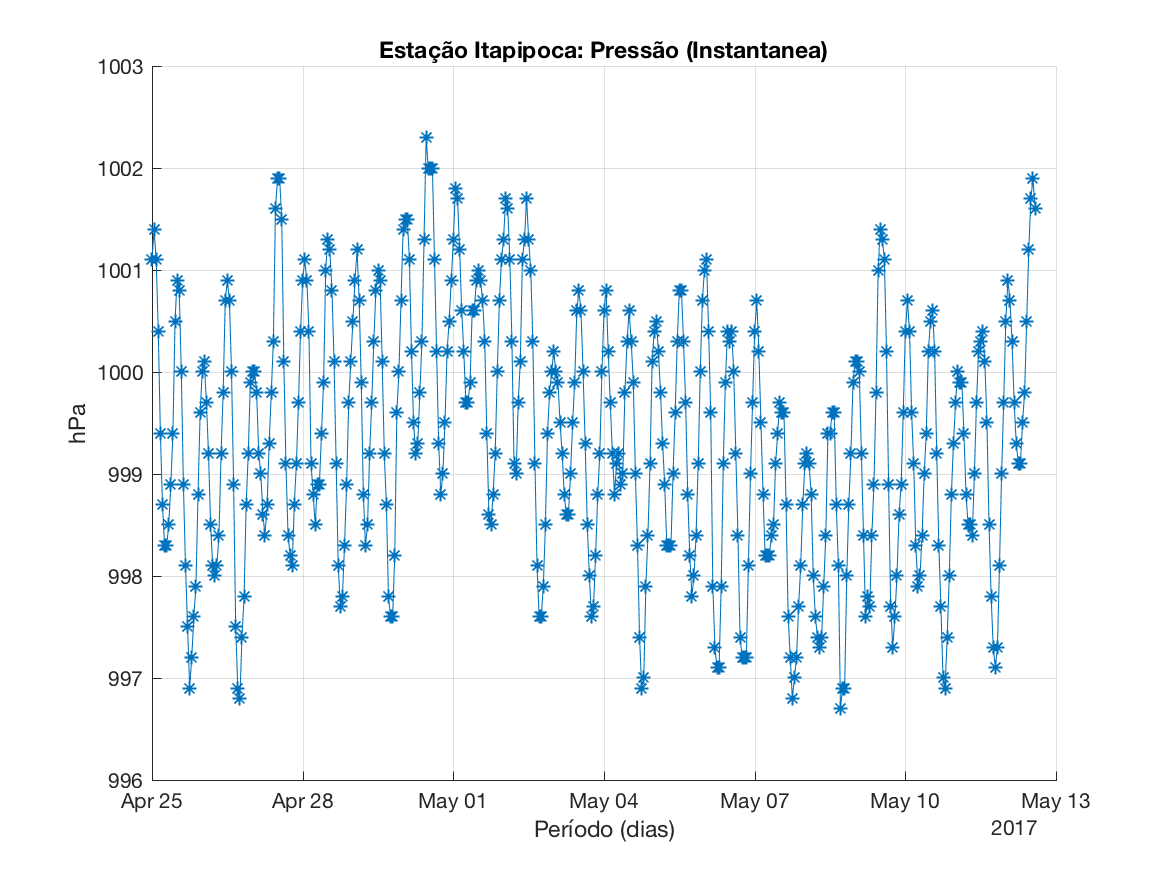 Estação Itapipoca: Pressão (Instantanea)
1003
1002
1001
1000
999
998
997
996
hPa
Apr 25 Apr 28 May 01 May 04 May 07 May 10 May 13
Período (dias)
2017